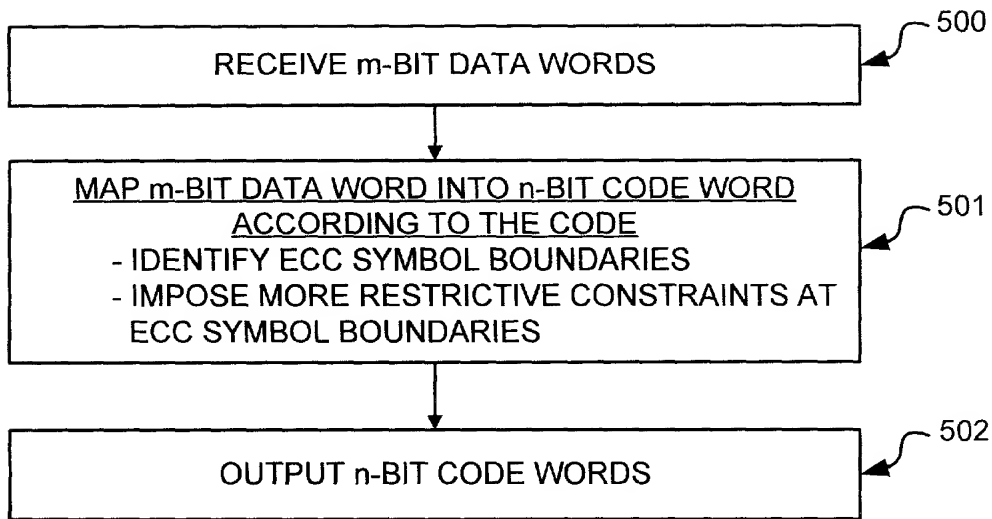 500
RECEIVE m-BIT DATA WORDS
MAP m-BIT DATA WORD INTO n-BIT CODE WORD
ACCORDING TO THE CODE
- IDENTIFY ECC SYMBOL BOUNDARIES
- IMPOSE MORE RESTRICTIVE CONSTRAINTS AT
ECC SYMBOL BOUNDARIES
501
502
OUTPUT n-BIT CODE WORDS